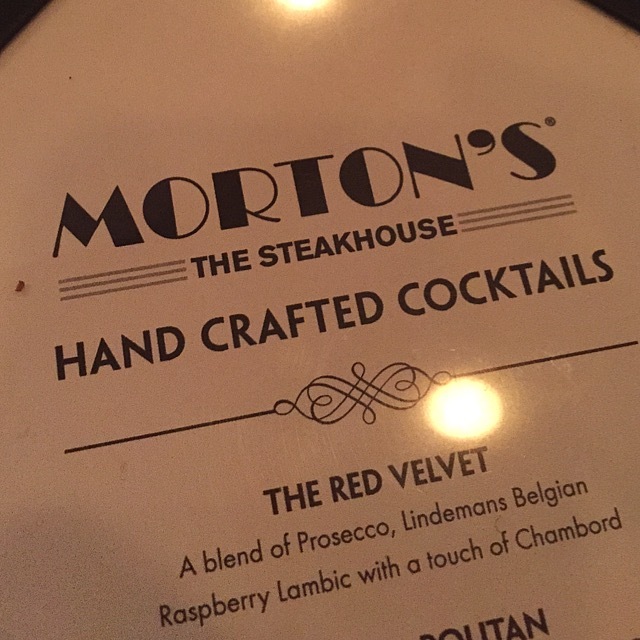 MORTON'S®
THE STEAKHOUSE
HAND CRAFTED COCKTAILS
THE RED VELVET
A blend of Prosecco, Lindemans Belgian
Raspberry Lambic with a touch of Chambord